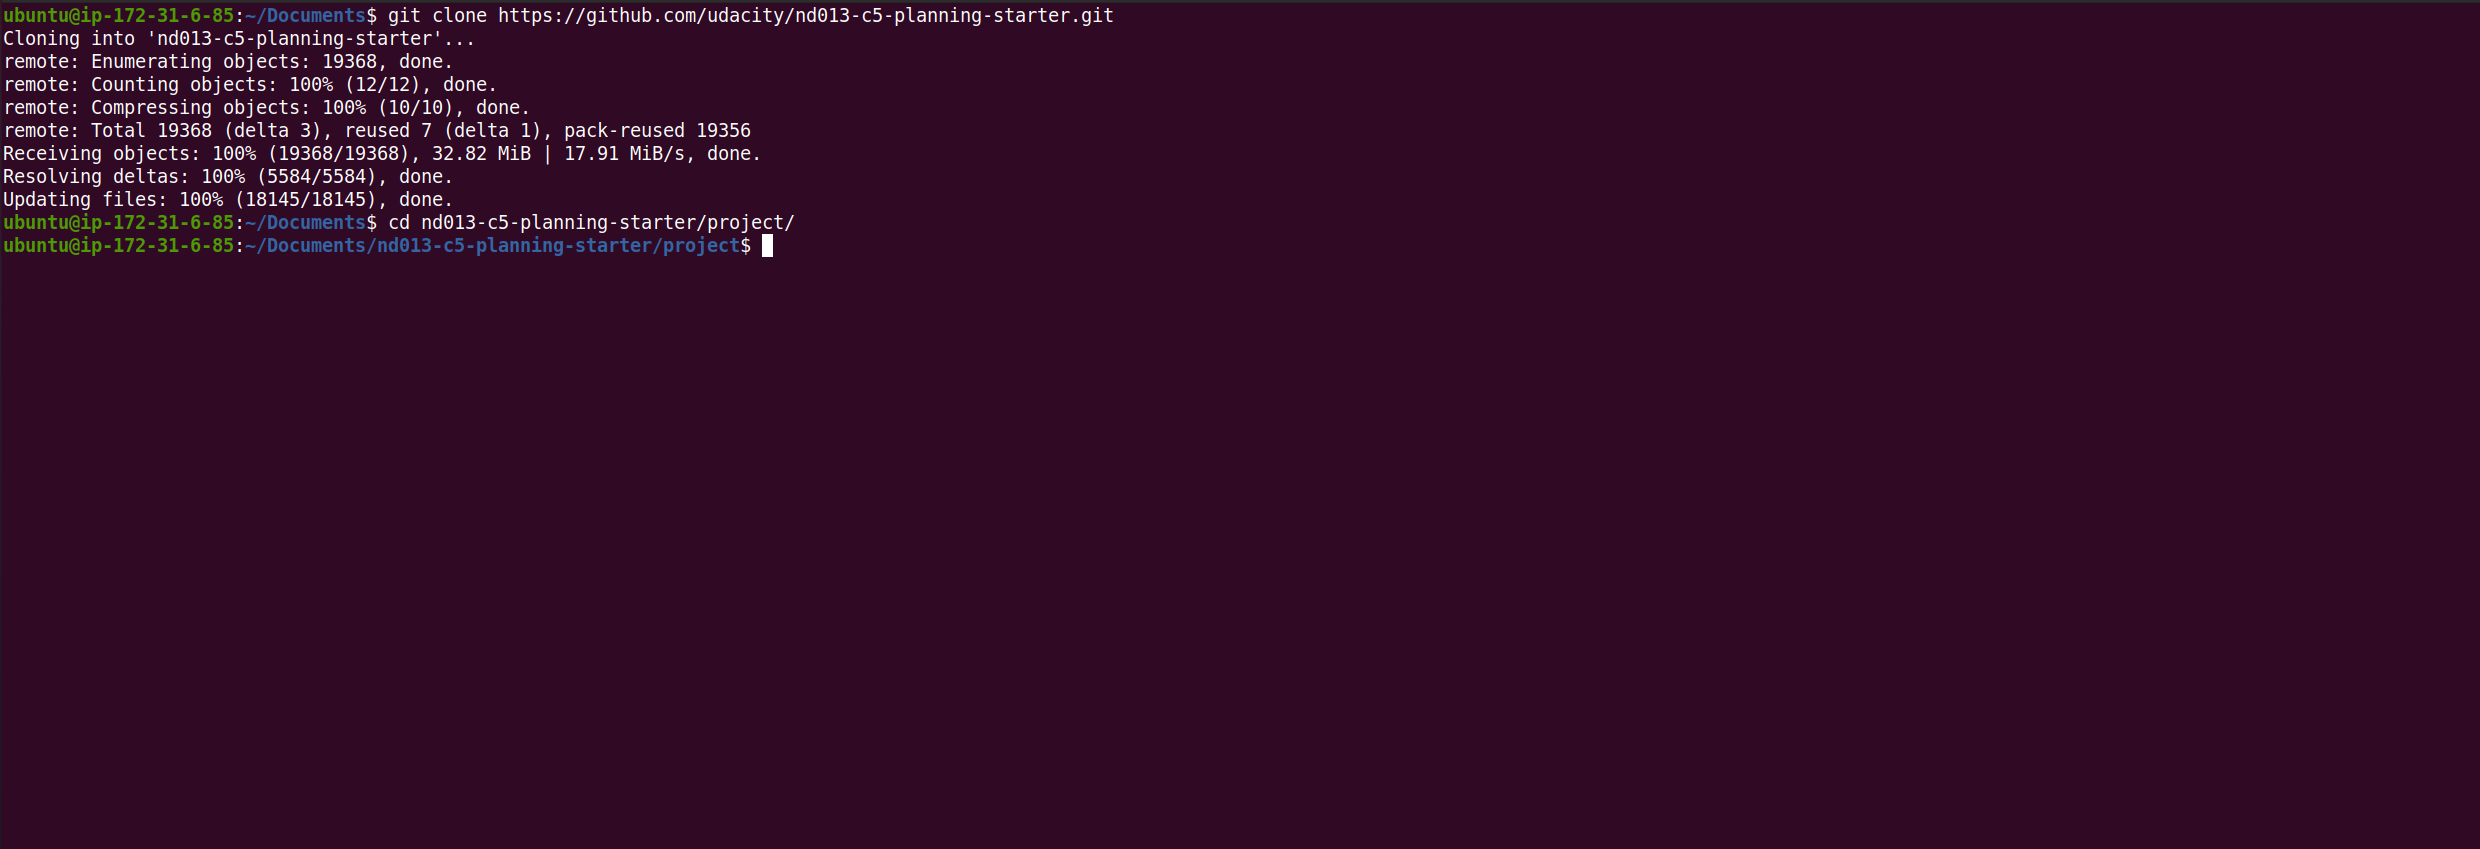 ubuntu@ip-172-31-6-85:~/Documents$ git clone https://github.com/udacity/nd013-c5-planning-starter.git
Cloning into 'nd013-c5-planning-starter'...
remote: Enumerating objects: 19368, done.
remote: Counting objects: 100% (12/12), done.
remote: Compressing objects: 100% (10/10), done.
remote: Total 19368 (delta 3), reused 7 (delta 1), pack-reused 19356
Receiving objects: 100% (19368/19368), 32.82 MiB | 17.91 MiB/s, done.
Resolving deltas: 100% (5584/5584), done.
Updating files: 100% (18145/18145), done.
ubuntu@ip-172-31-6-85:~/Documents$ cd nd013-c5-planning-starter/project/
ubuntu@ip-172-31-6-85:~/Documents/nd013-c5-planning-starter/project$